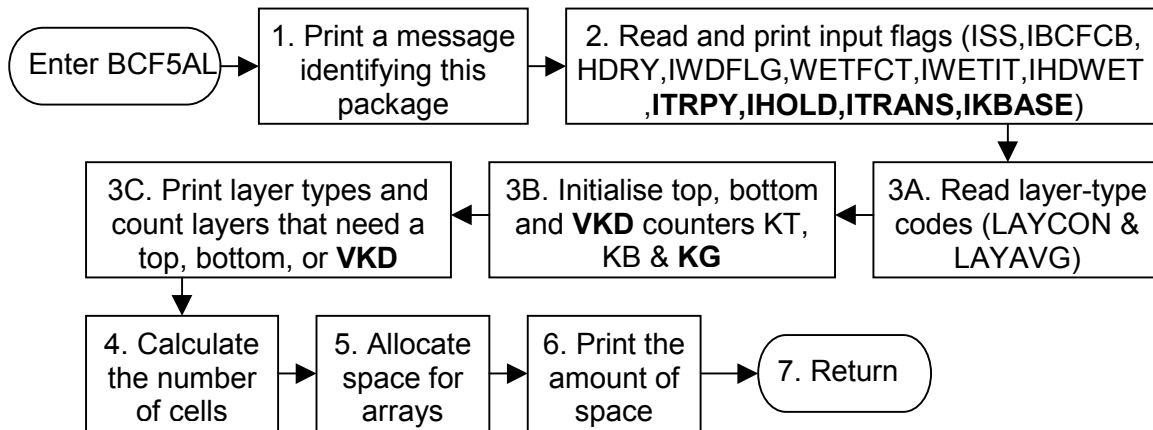 Enter BCF5AL
1. Print a message
identifying this
package
2. Read and print input flags (ISS,IBCFCB,
HDRY,IWDFLG,WETFCT,IWETIT,IHDWET
,ITRPY,IHOLD,ITRANS,IKBASE)
3A. Read layer-type
codes (LAYCON &
LAYAVG)
3B. Initialise top, bottom
and VKD counters KT,
KB & KG
3C. Print layer types and
count layers that need a
top, bottom, or VKD
4. Calculate
the number
of cells
5. Allocate
space for
arrays
6. Print the
amount of
space
7. Return